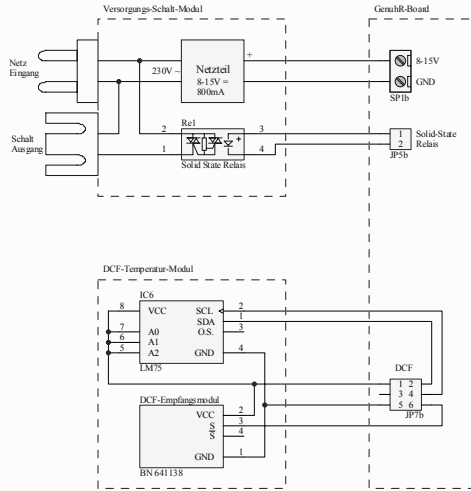 Versorgungs-Schalt-Modul
GenuhR-Board
Netz
Eingang
230V ~
Netzteil
8-15V =
800mA
+
8-15V
GND
SP1b
Schalt
Ausgang
Re1
2
1
3
4
+
Solid State Relais
1
2
Solid-State
Relais
JP5b
DCF-Temperatur-Modul
IC6
8
VCC
SCL
2
SDA
1
7
A0
O.S.
3
6
A1
5
A2
GND
4
LM75
DCF
1 2
3 4
5 6
JP7b
DCF-Empfangsmodul
VCC
2
S
3
S
4
GND
1
BN 641138